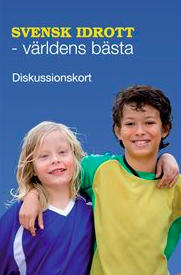 SVENSK IDROTT
- världens bästa
Diskussionskort